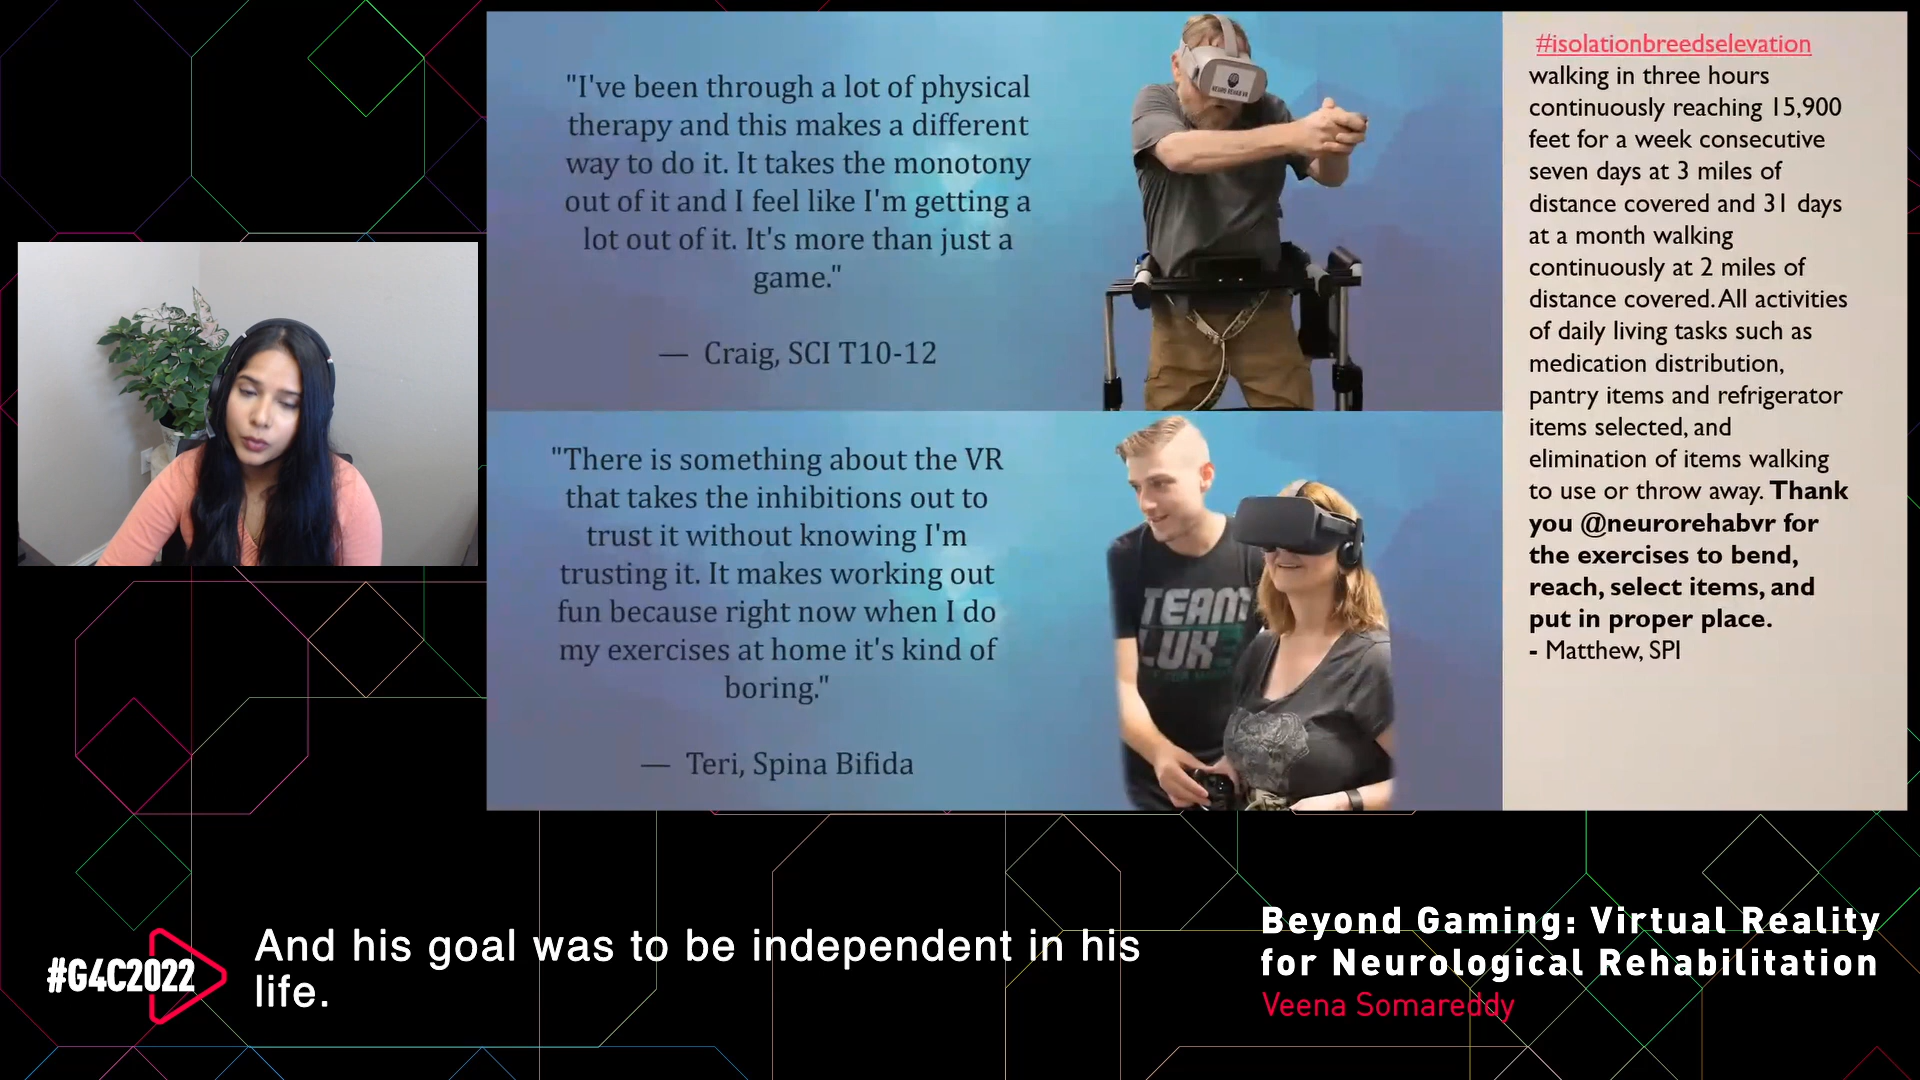 "I've been through a lot of physical
therapy and this makes a different
way to do it. It takes the monotony
out of it and I feel like I'm getting a
lot out of it. It's more than just a
game."
— Craig, SCI T10-12
"There is something about the VR
that takes the inhibitions out to
trust it without knowing I'm
trusting it. It makes working out
fun because right now when I do
my exercises at home it's kind of
boring."
— Teri, Spina Bifida
TEAM
LUKE
#isolationbreedselevation
walking in three hours
continuously reaching 15,900
feet for a week consecutive
seven days at 3 miles of
distance covered and 31 days
at a month walking
continuously at 2 miles of
distance covered. All activities
of daily living tasks such as
medication distribution,
pantry items and refrigerator
items selected, and
elimination of items walking
to use or throw away. Thank
you @neurorehabvr for
the exercises to bend,
reach, select items, and
put in proper place.
- Matthew, SPI
#G4C2022
And his goal was to be independent in his
life.
Beyond Gaming: Virtual Reality
for Neurological Rehabilitation
Veena Somareddy